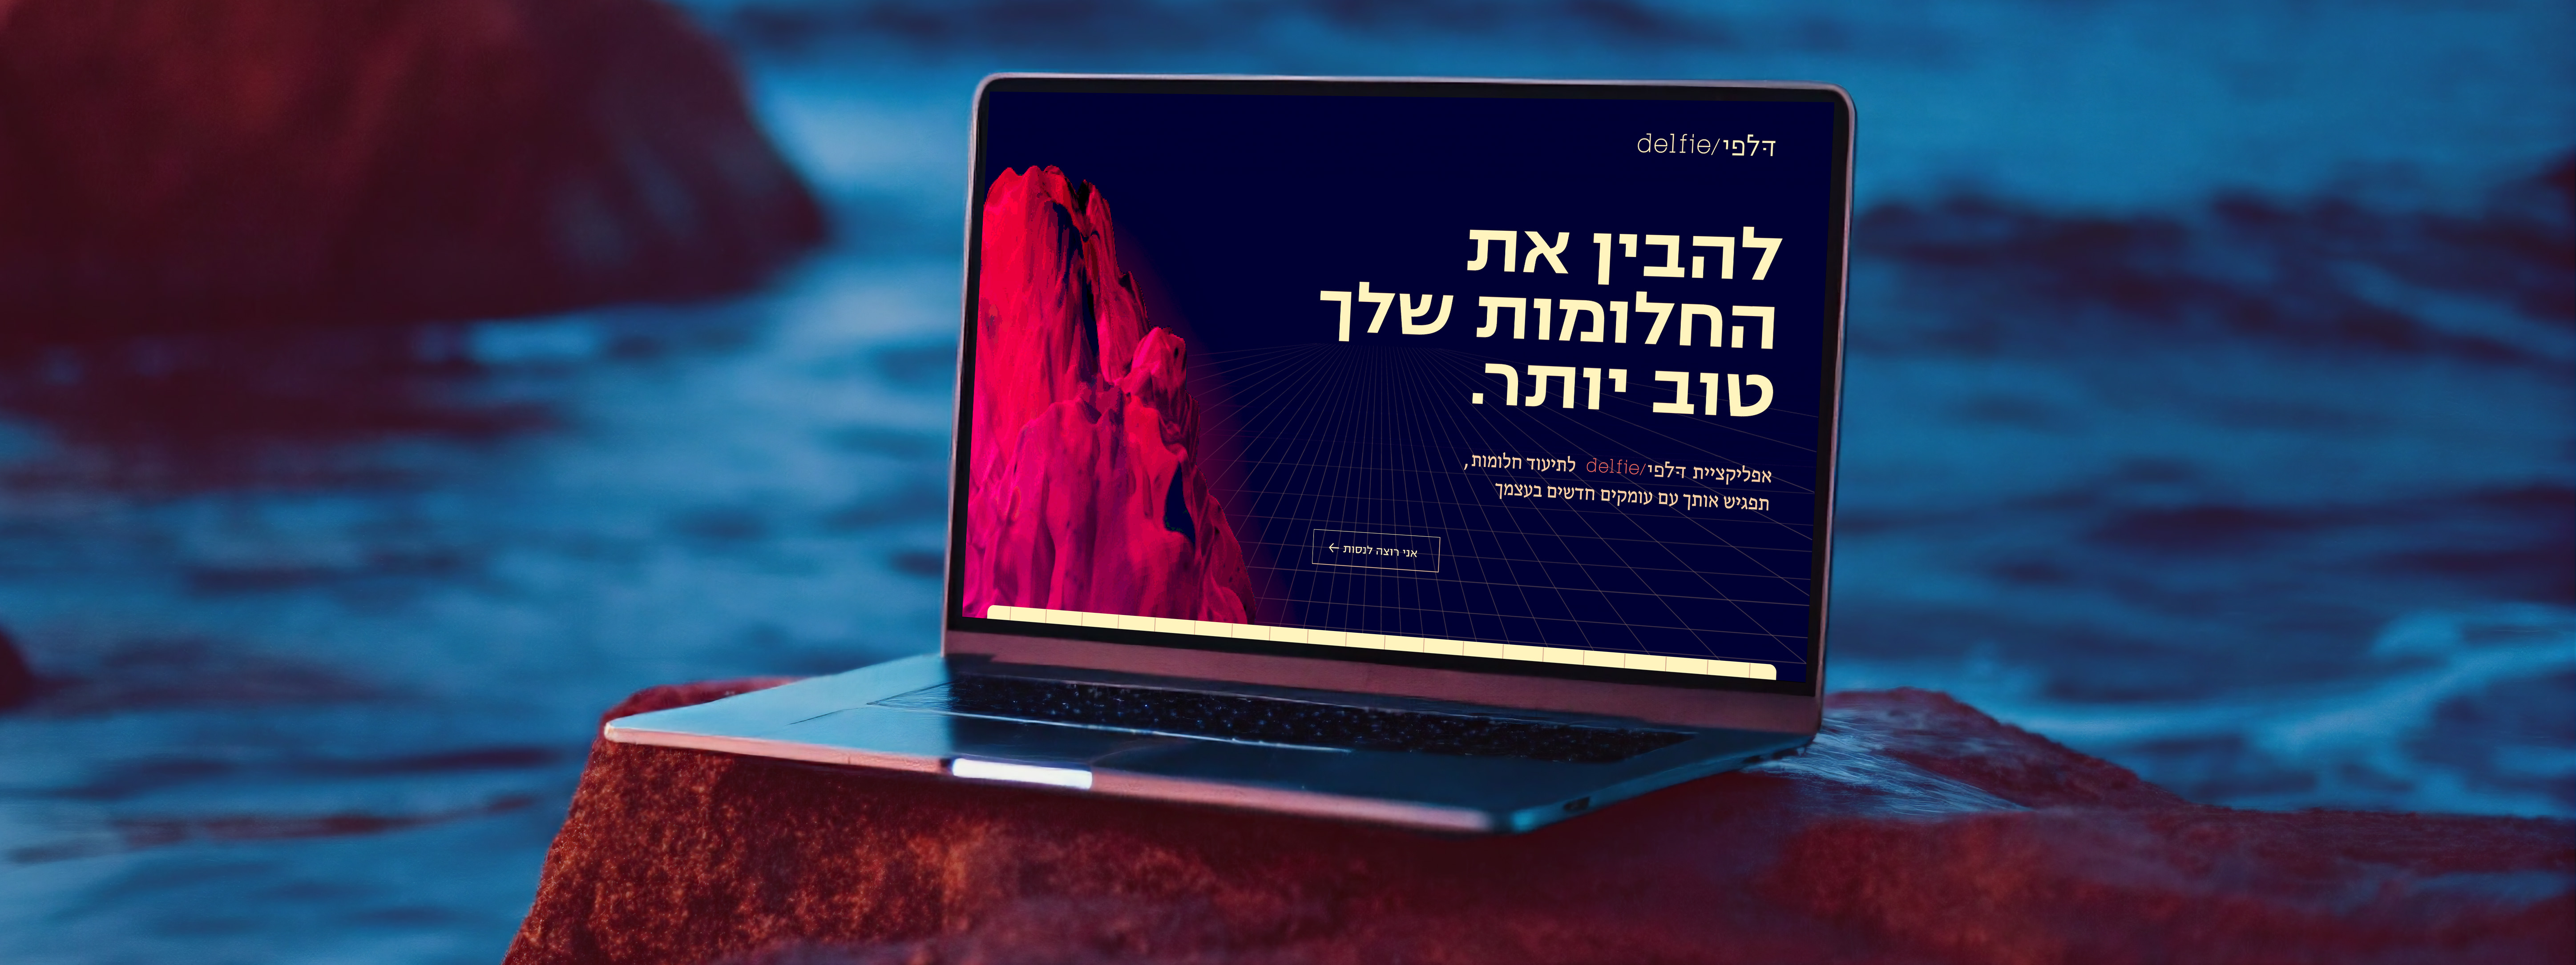 דלפי/delfie
להבין את
החלומות שלך
טוב יותר.
אפליקציית דלפי/delfie לתיעוד חלומות,
תפגיש אותך עם עומקים חדשים בעצמך
אני רוצה לנסות ←